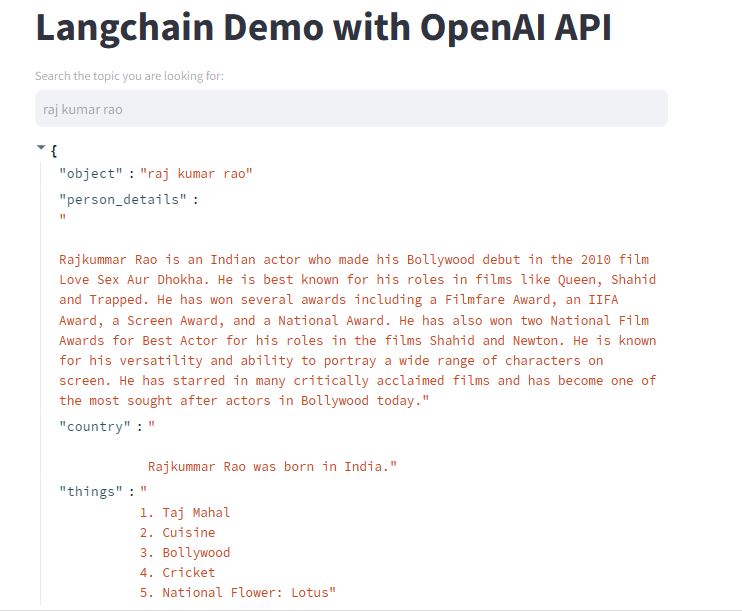 Langchain Demo with OpenAI API
Search the topic you are looking for:
raj kumar rao
{
"object" : "raj kumar rao"
"person_details" :
"
Rajkummar Rao is an Indian actor who made his Bollywood debut in the 2010 film
Love Sex Aur Dhokha. He is best known for his roles in films like Queen, Shahid
and Trapped. He has won several awards including a Filmfare Award, an IIFA
Award, a Screen Award, and a National Award. He has also won two National Film
Awards for Best Actor for his roles in the films Shahid and Newton. He is known
for his versatility and ability to portray a wide range of characters on
screen. He has starred in many critically acclaimed films and has become one of
the most sought after actors in Bollywood today."
"country" : "
Rajkummar Rao was born in India."
"things" : "
1. Taj Mahal
2. Cuisine
3. Bollywood
4. Cricket
5. National Flower: Lotus"